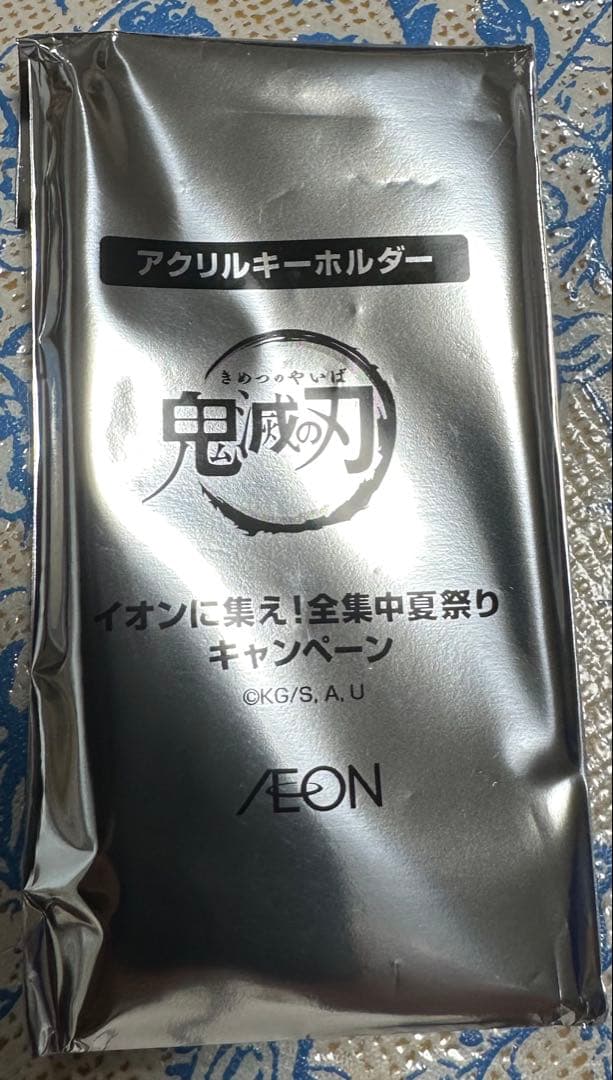 アクリルキーホルダー
きめつのやいば
鬼滅の刃
イオンに集え！全集中夏祭り
キャンペーン
©KG/S, A, U
ÆON